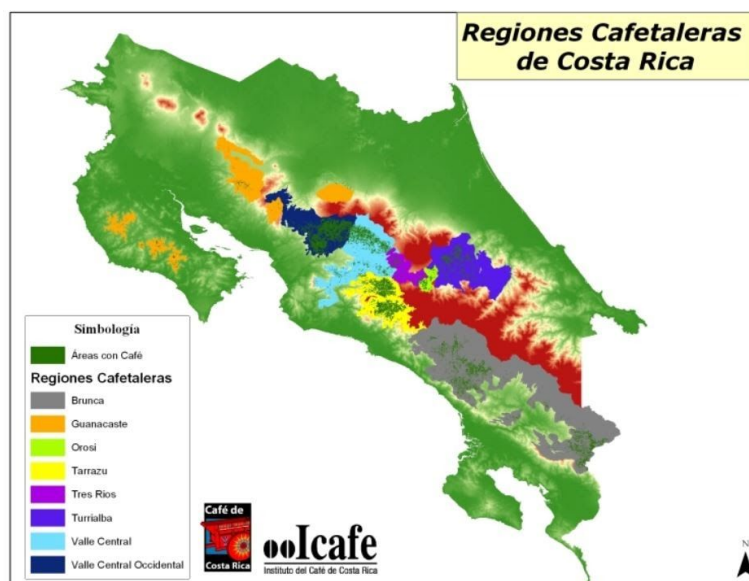 Regiones Cafetaleras
de Costa Rica
Simbología
Áreas con Café
Regiones Cafetaleras
Brunca
Guanacaste
Orosi
Tarrazu
Tres Rios
Turrialba
Valle Central
Valle Central Occidental
Café de
Costa Rica
Icafe
Instituto del Café de Costa Rica
N